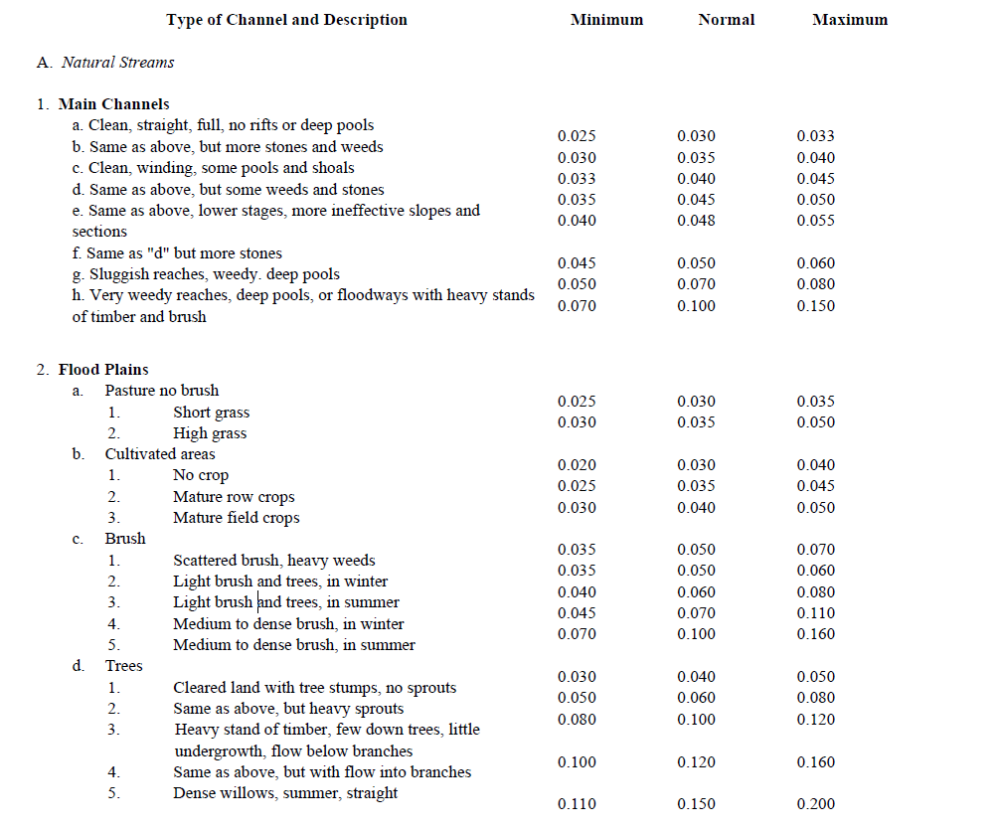 Type of Channel and Description Minimum Normal Maximum
A. Natural Streams
1. Main Channels
a. Clean, straight, full, no rifts or deep pools
0.025 0.030 0.033
b. Same as above, but more stones and weeds
0.030 0.035 0.040
c. Clean, winding, some pools and shoals
0.033 0.040 0.045
d. Same as above, but some weeds and stones
0.035 0.045 0.050
e. Same as above, lower stages, more ineffective slopes and
0.040 0.048 0.055
sections
f. Same as "d" but more stones
0.045 0.050 0.060
g. Sluggish reaches, weedy. deep pools
0.050 0.070 0.080
h. Very weedy reaches, deep pools, or floodways with heavy stands
0.070 0.100 0.150
of timber and brush
2. Flood Plains
a. Pasture no brush
0.025 0.030 0.035
1. Short grass
0.030 0.035 0.050
2. High grass
b. Cultivated areas
0.020 0.030 0.040
1. No crop
0.025 0.035 0.045
2. Mature row crops
0.030 0.040 0.050
3. Mature field crops
c. Brush
0.035 0.050 0.070
1. Scattered brush, heavy weeds
0.035 0.050 0.060
2. Light brush and trees, in winter
0.040 0.060 0.080
3. Light brush and trees, in summer
0.045 0.070 0.110
4. Medium to dense brush, in winter
0.070 0.100 0.160
5. Medium to dense brush, in summer
d. Trees
0.030 0.040 0.050
1. Cleared land with tree stumps, no sprouts
0.050 0.060 0.080
2. Same as above, but heavy sprouts
0.080 0.100 0.120
3. Heavy stand of timber, few down trees, little
undergrowth, flow below branches
0.100 0.120 0.160
4. Same as above, but with flow into branches
5. Dense willows, summer, straight
0.110 0.150 0.200